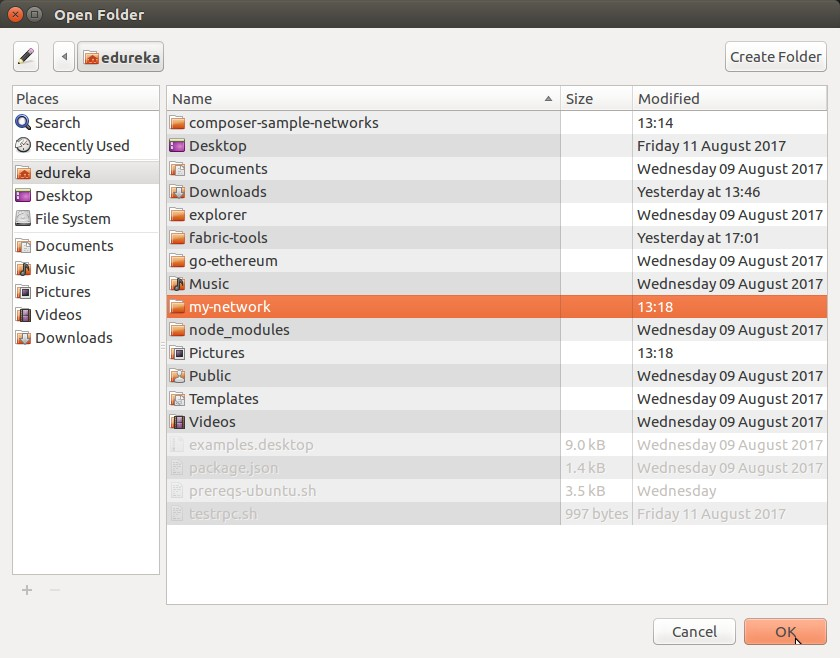 Open Folder
edureka
Create Folder
Places
Search
Recently Used
edureka
Desktop
File System
Documents
Music
Pictures
Videos
Downloads
Name Size Modified
composer-sample-networks 13:14
Desktop Friday 11 August 2017
Documents Wednesday 09 August 2017
Downloads Yesterday at 13:46
explorer Wednesday 09 August 2017
fabric-tools Yesterday at 17:01
go-ethereum Wednesday 09 August 2017
Music Wednesday 09 August 2017
my-network 13:18
node_modules Wednesday 09 August 2017
Pictures 13:18
Public Wednesday 09 August 2017
Templates Wednesday 09 August 2017
Videos Wednesday 09 August 2017
examples.desktop 9.0 kB Wednesday 09 August 2017
package.json 1.4 kB Wednesday 09 August 2017
prereqs-ubuntu.sh 3.5 kB Wednesday
testrpc.sh 997 bytes Friday 11 August 2017
Cancel OK